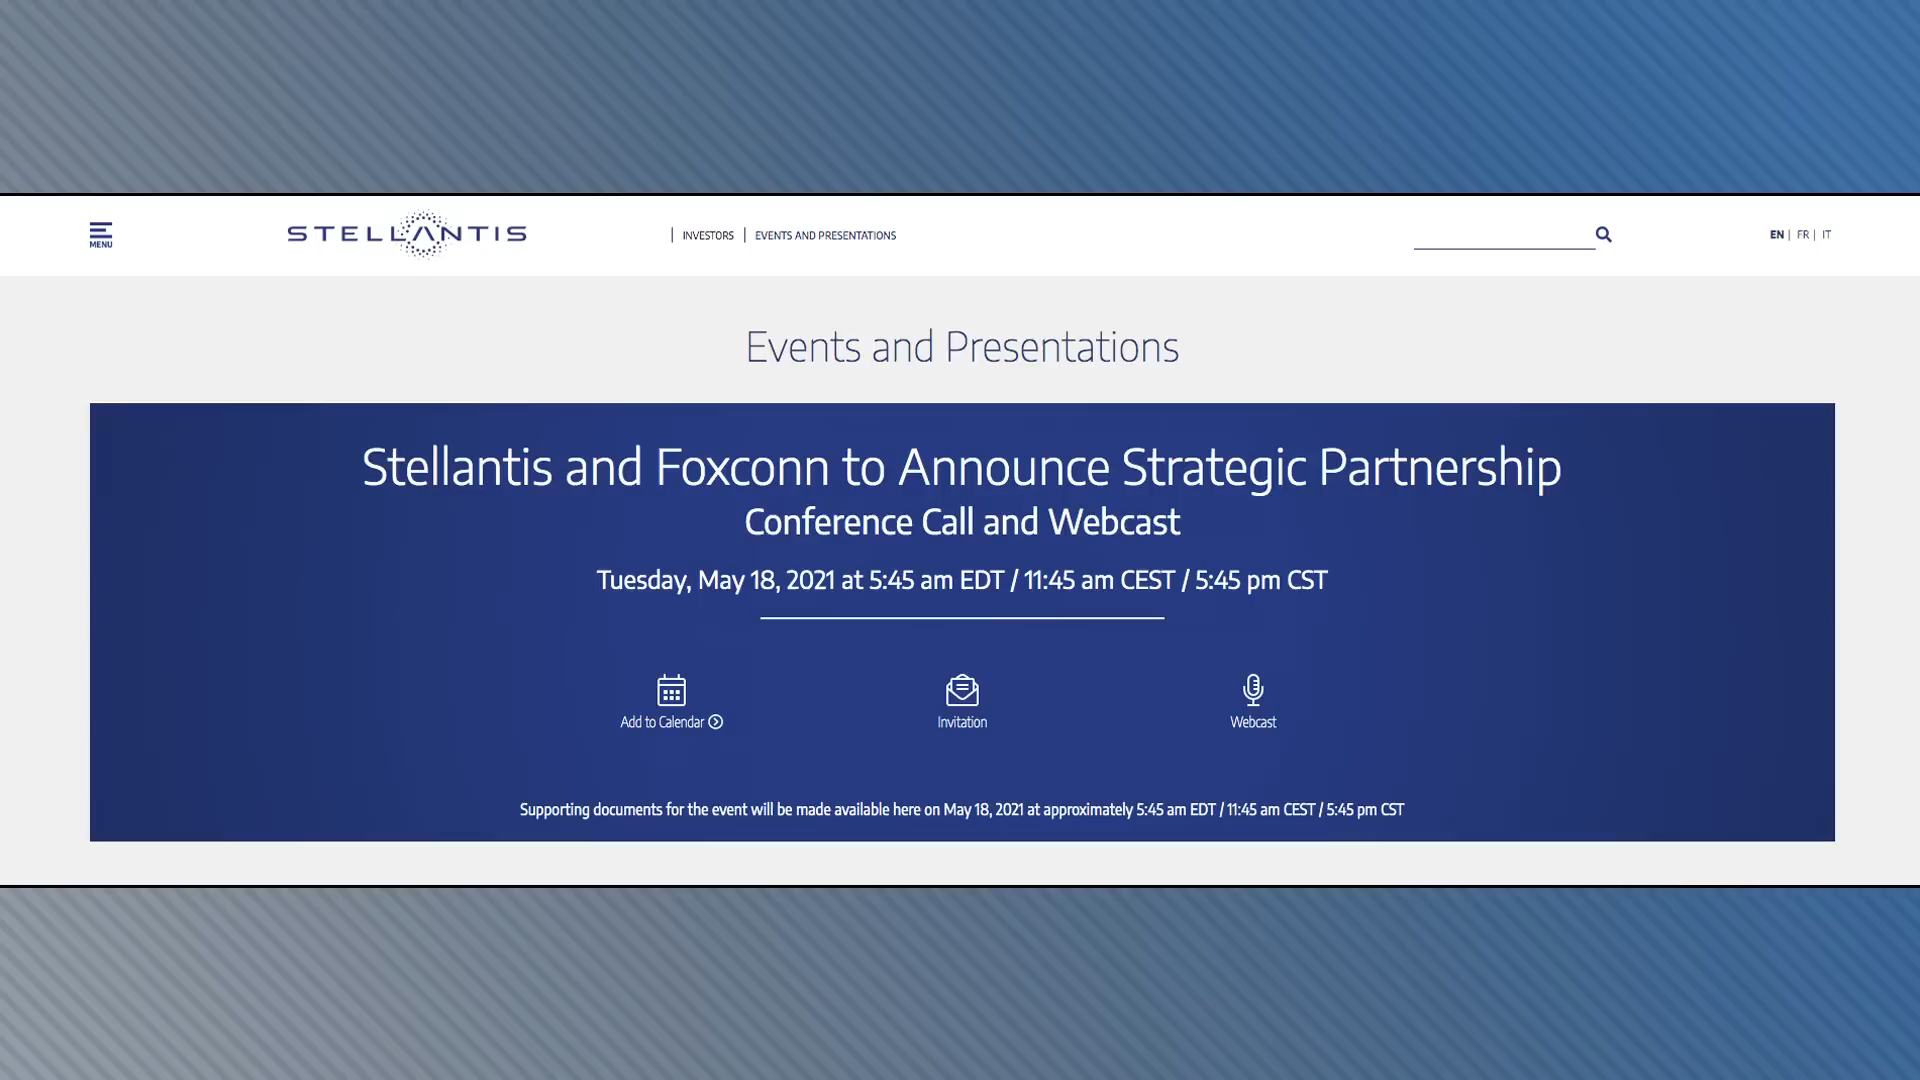 MENU
STELLANTIS
| INVESTORS | EVENTS AND PRESENTATIONS
EN | FR | IT
Events and Presentations
Stellantis and Foxconn to Announce Strategic Partnership
Conference Call and Webcast
Tuesday, May 18, 2021 at 5:45 am EDT / 11:45 am CEST / 5:45 pm CST
Add to Calendar
Invitation
Webcast
Supporting documents for the event will be made available here on May 18, 2021 at approximately 5:45 am EDT / 11:45 am CEST / 5:45 pm CST